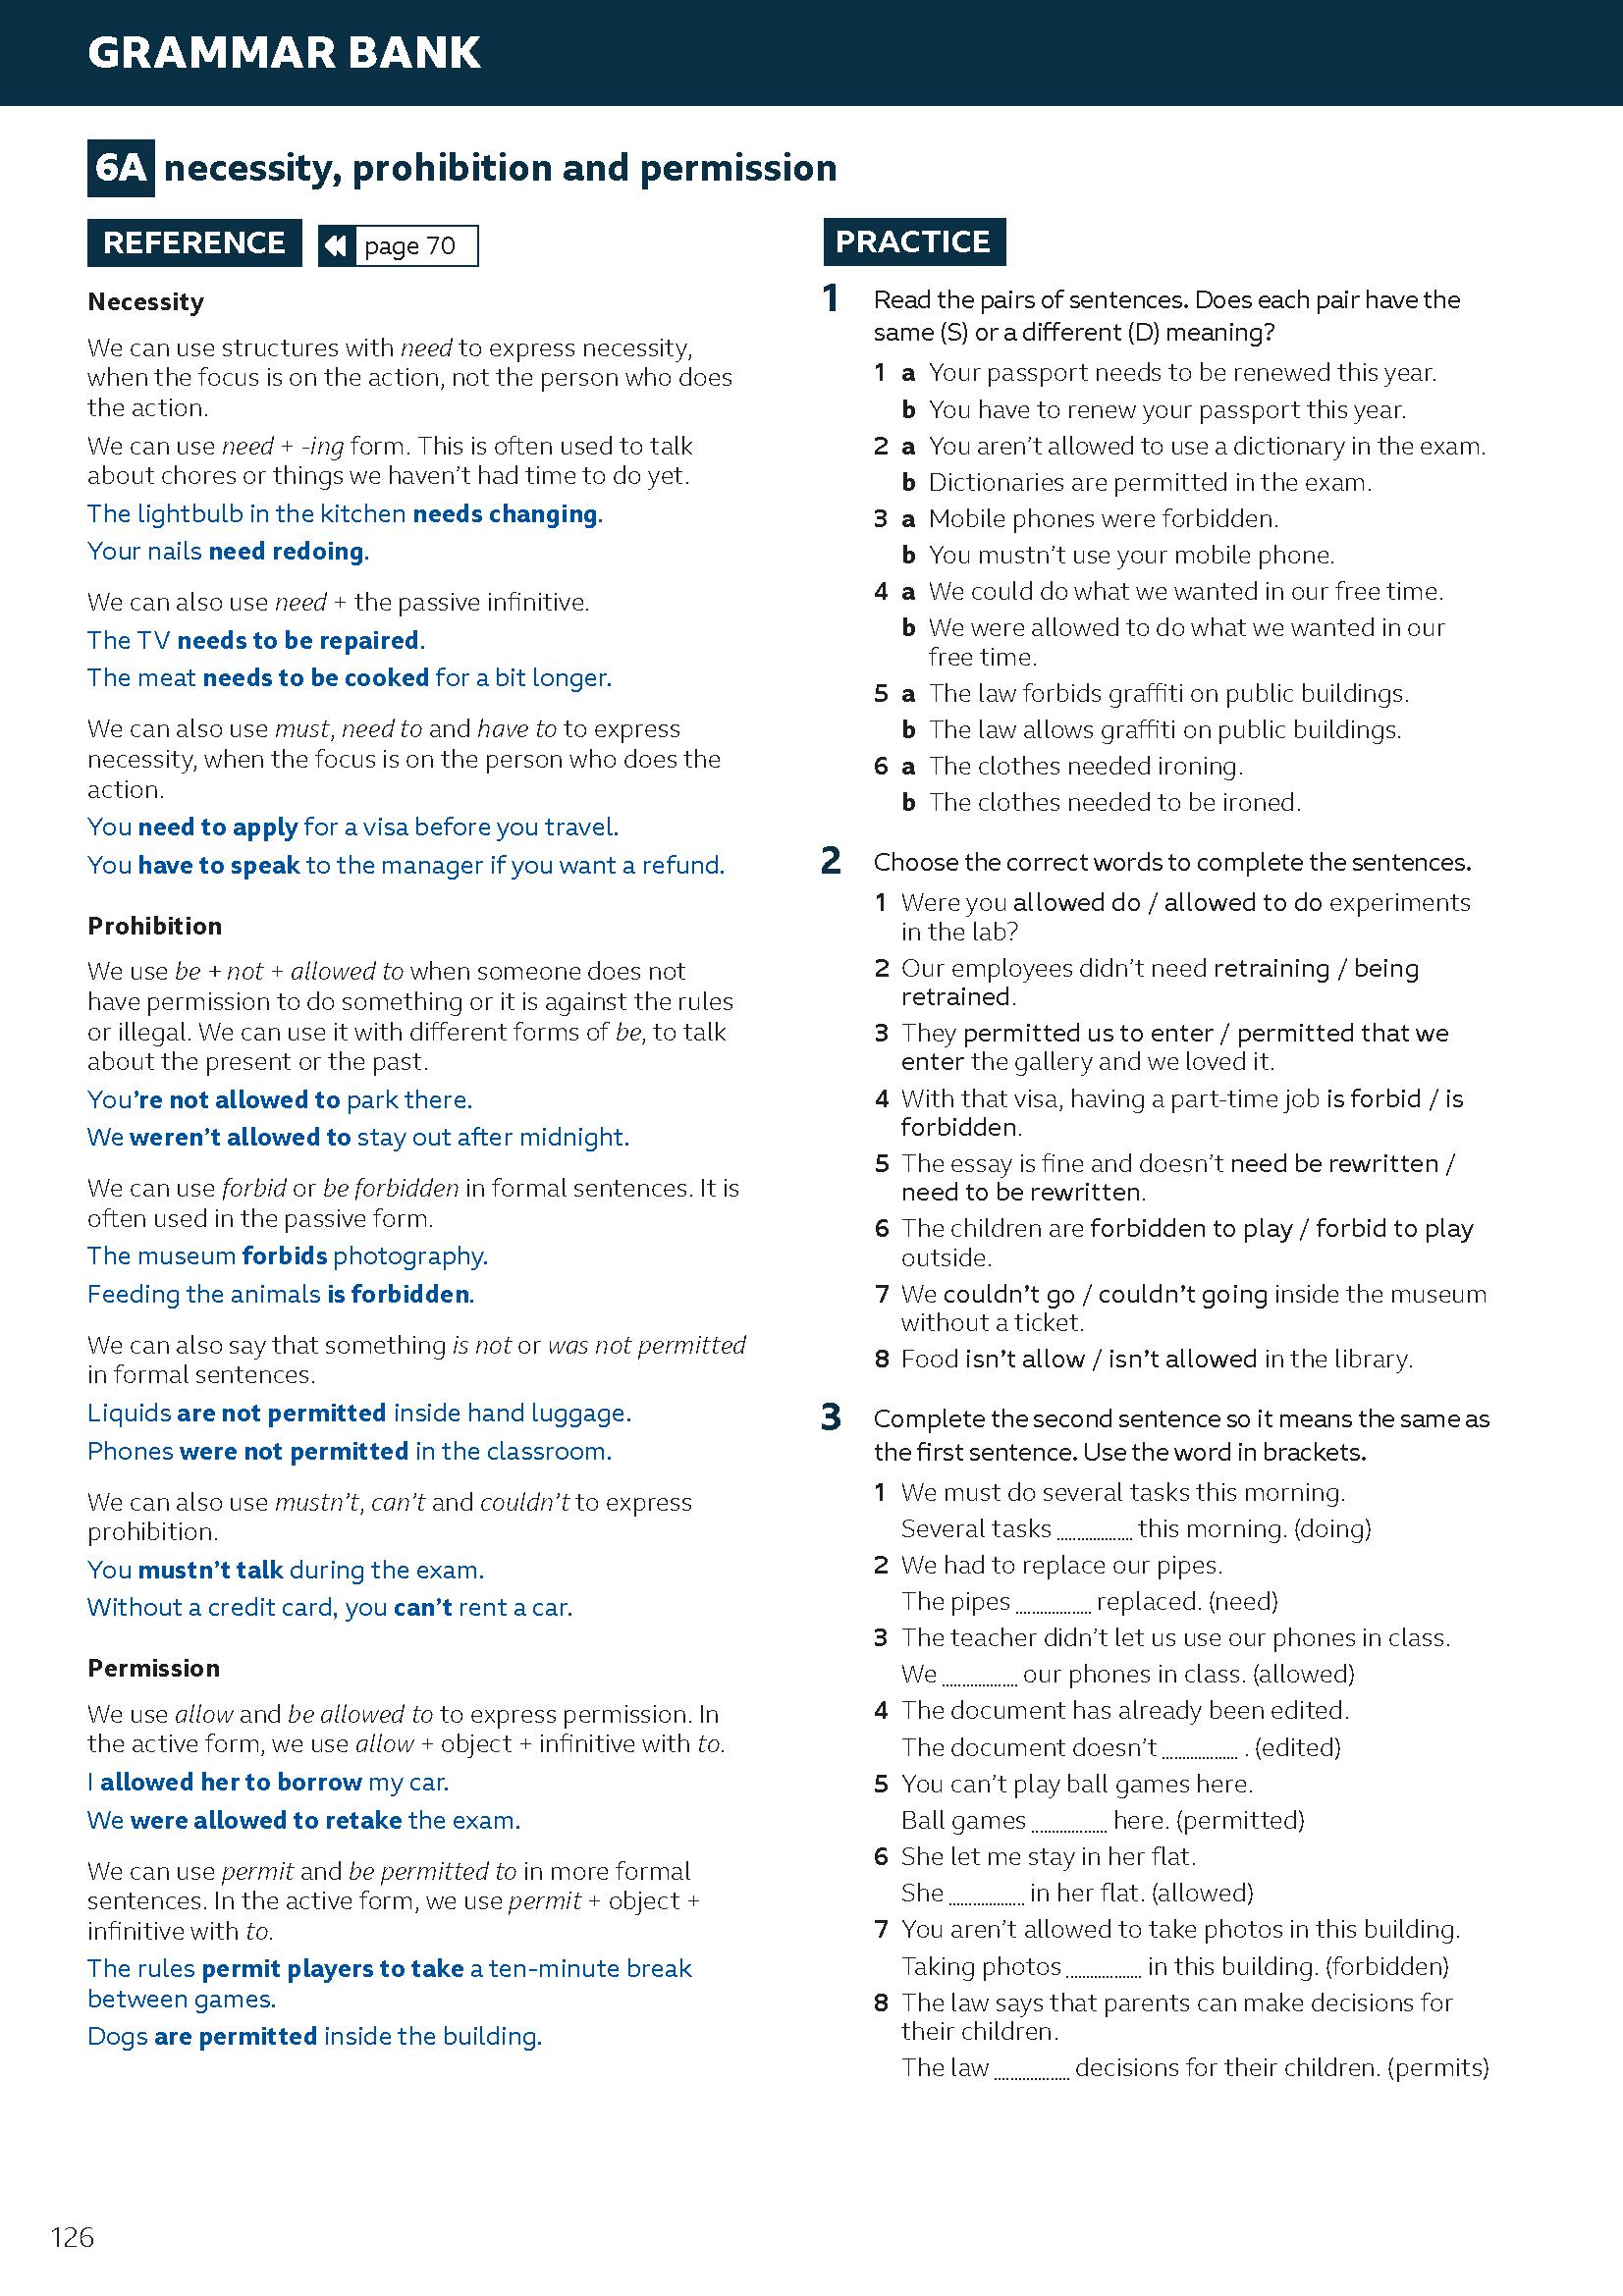 GRAMMAR BANK
6A necessity, prohibition and permission
REFERENCE page 70
Necessity
We can use structures with need to express necessity,
when the focus is on the action, not the person who does
the action.
We can use need + -ing form. This is often used to talk
about chores or things we haven’t had time to do yet.
The lightbulb in the kitchen needs changing.
Your nails need redoing.
We can also use need + the passive infinitive.
The TV needs to be repaired.
The meat needs to be cooked for a bit longer.
We can also use must, need to and have to to express
necessity, when the focus is on the person who does the
action.
You need to apply for a visa before you travel.
You have to speak to the manager if you want a refund.
Prohibition
We use be + not + allowed to when someone does not
have permission to do something or it is against the rules
or illegal. We can use it with different forms of be, to talk
about the present or the past.
You’re not allowed to park there.
We weren’t allowed to stay out after midnight.
We can use forbid or be forbidden in formal sentences. It is
often used in the passive form.
The museum forbids photography.
Feeding the animals is forbidden.
We can also say that something is not or was not permitted
in formal sentences.
Liquids are not permitted inside hand luggage.
Phones were not permitted in the classroom.
We can also use mustn’t, can’t and couldn’t to express
prohibition.
You mustn’t talk during the exam.
Without a credit card, you can’t rent a car.
Permission
We use allow and be allowed to to express permission. In
the active form, we use allow + object + infinitive with to.
I allowed her to borrow my car.
We were allowed to retake the exam.
We can use permit and be permitted to in more formal
sentences. In the active form, we use permit + object +
infinitive with to.
The rules permit players to take a ten-minute break
between games.
Dogs are permitted inside the building.
PRACTICE
1 Read the pairs of sentences. Does each pair have the
same (S) or a different (D) meaning?
1 a Your passport needs to be renewed this year.
b You have to renew your passport this year.
2 a You aren’t allowed to use a dictionary in the exam.
b Dictionaries are permitted in the exam.
3 a Mobile phones were forbidden.
b You mustn’t use your mobile phone.
4 a We could do what we wanted in our free time.
b We were allowed to do what we wanted in our
free time.
5 a The law forbids graffiti on public buildings.
b The law allows graffiti on public buildings.
6 a The clothes needed ironing.
b The clothes needed to be ironed.
2 Choose the correct words to complete the sentences.
1 Were you allowed do / allowed to do experiments
in the lab?
2 Our employees didn’t need retraining / being
retrained.
3 They permitted us to enter / permitted that we
enter the gallery and we loved it.
4 With that visa, having a part-time job is forbid / is
forbidden.
5 The essay is fine and doesn’t need be rewritten /
need to be rewritten.
6 The children are forbidden to play / forbid to play
outside.
7 We couldn’t go / couldn’t going inside the museum
without a ticket.
8 Food isn’t allow / isn’t allowed in the library.
3 Complete the second sentence so it means the same as
the first sentence. Use the word in brackets.
1 We must do several tasks this morning.
Several tasks ................... this morning. (doing)
2 We had to replace our pipes.
The pipes ................... replaced. (need)
3 The teacher didn’t let us use our phones in class.
We ................... our phones in class. (allowed)
4 The document has already been edited.
The document doesn’t ................... . (edited)
5 You can’t play ball games here.
Ball games ................... here. (permitted)
6 She let me stay in her flat.
She ................... in her flat. (allowed)
7 You aren’t allowed to take photos in this building.
Taking photos ................... in this building. (forbidden)
8 The law says that parents can make decisions for
their children.
The law ................... decisions for their children. (permits)
126